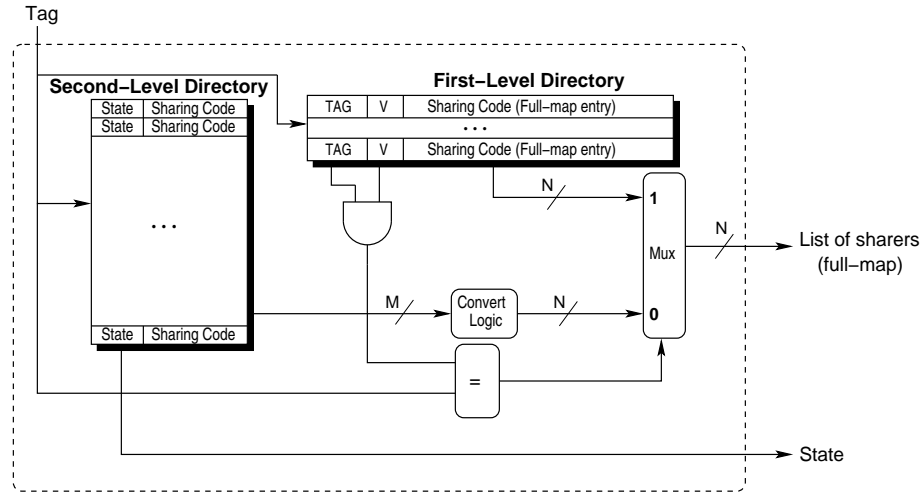 Tag
Second−Level Directory
First−Level Directory
State Sharing Code
State Sharing Code
...
State Sharing Code
TAG V Sharing Code (Full−map entry)
...
TAG V Sharing Code (Full−map entry)
N
1
Mux
0
N
List of sharers
(full−map)
M
Convert
Logic
N
=
State